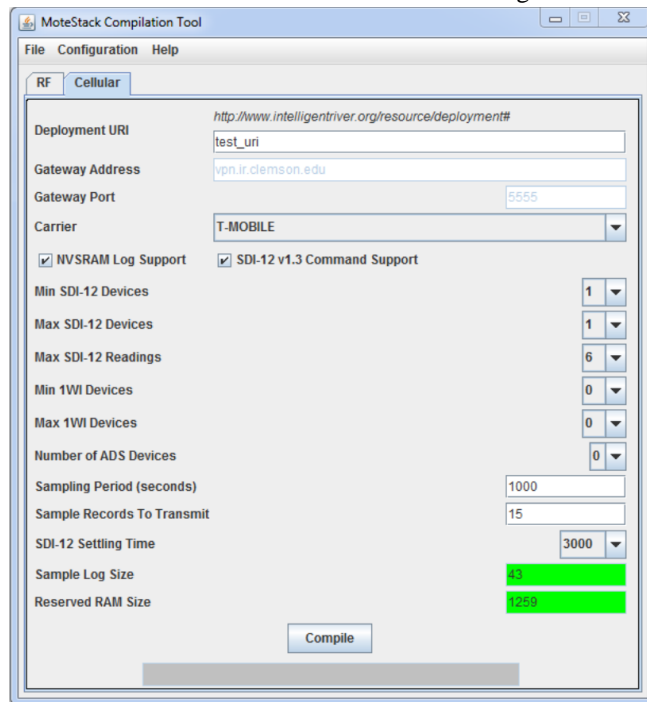 MoteStack Compilation Tool
File Configuration Help
RF Cellular
http://www.intelligentriver.org/resource/deployment#
Deployment URI
test_uri
Gateway Address vpn.ir.clemson.edu
Gateway Port 5555
Carrier T-MOBILE
NVSRAM Log Support SDI-12 v1.3 Command Support
Min SDI-12 Devices 1
Max SDI-12 Devices 1
Max SDI-12 Readings 6
Min 1WI Devices 0
Max 1WI Devices 0
Number of ADS Devices 0
Sampling Period (seconds) 1000
Sample Records To Transmit 15
SDI-12 Settling Time 3000
Sample Log Size 43
Reserved RAM Size 1259
Compile